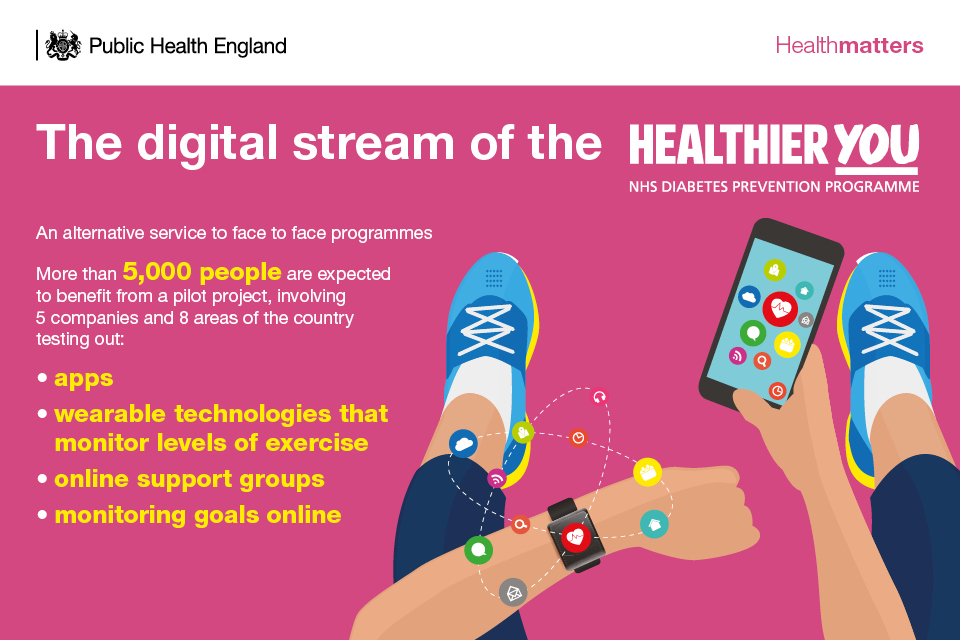 Public Health England
Healthmatters
The digital stream of the
HEALTHIER YOU
NHS DIABETES PREVENTION PROGRAMME
An alternative service to face to face programmes
More than 5,000 people are expected
to benefit from a pilot project, involving
5 companies and 8 areas of the country
testing out:
• apps
• wearable technologies that
monitor levels of exercise
• online support groups
• monitoring goals online